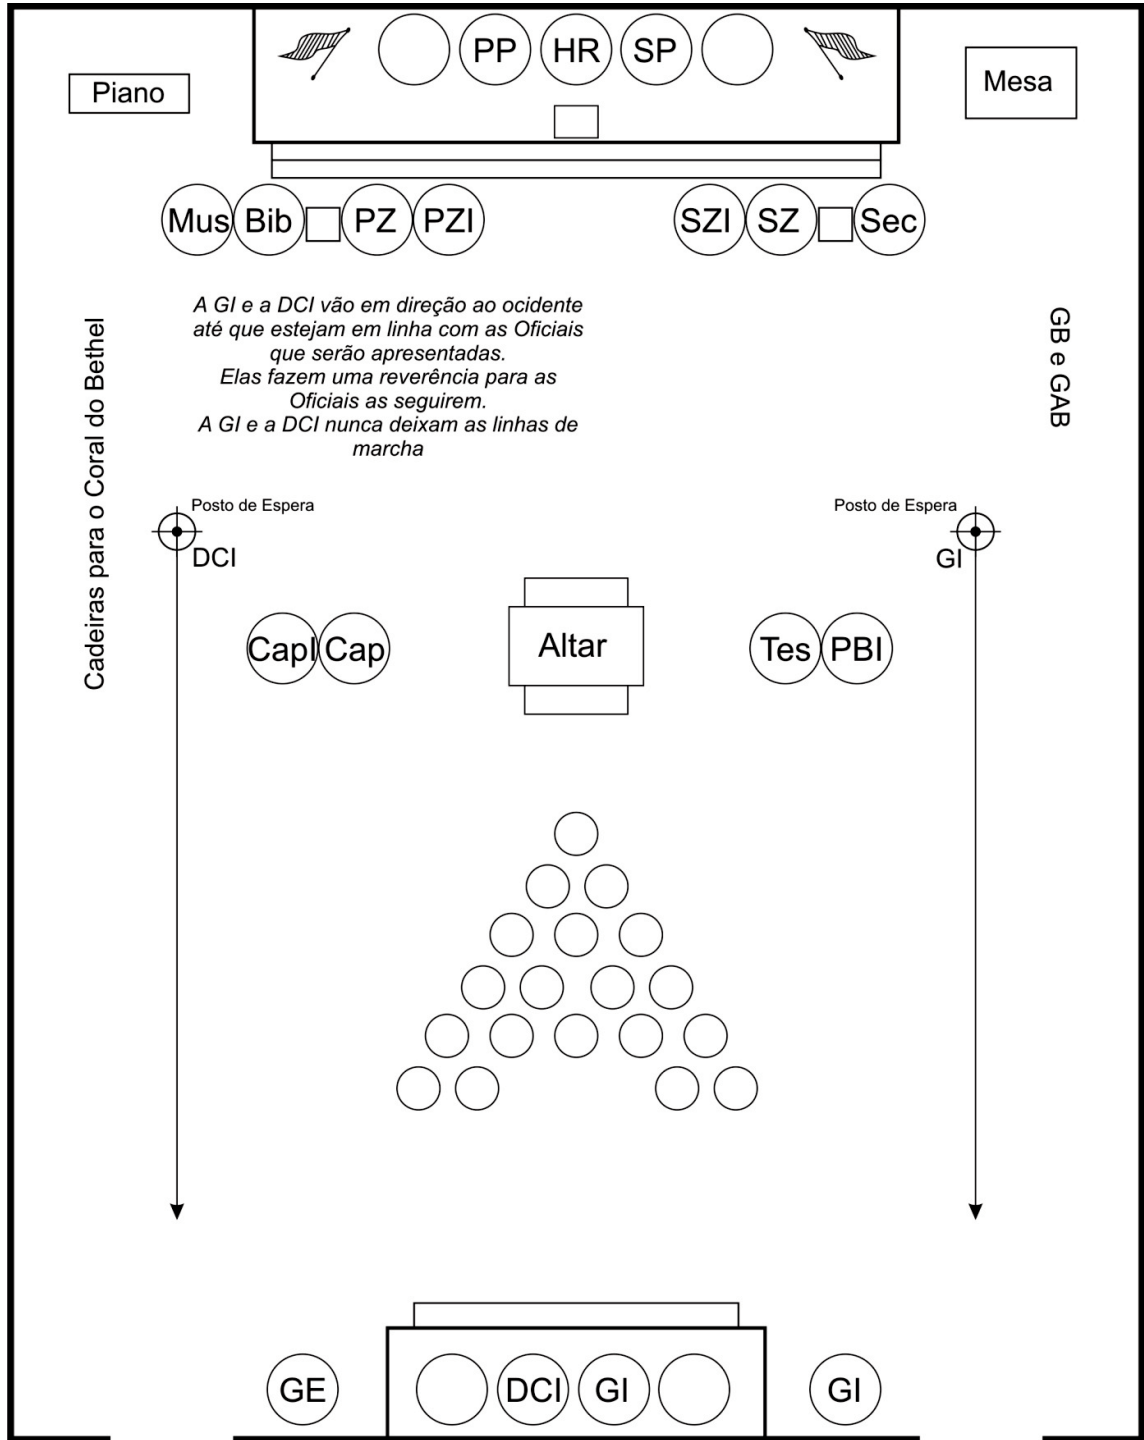 PP HR SP
Piano
Mesa
Mus Bib PZ PZI SZI SZ Sec
A GI e a DCI vão em direção ao ocidente
até que estejam em linha com as Oficiais
que serão apresentadas.
Elas fazem uma reverência para as
Oficiais as seguirem.
A GI e a DCI nunca deixam as linhas de
marcha
Cadeiras para o Coral do Bethel
GB e GAB
Posto de Espera
DCI
Posto de Espera
GI
CapI Cap
Altar
Tes PBI
GE DCI GI GI